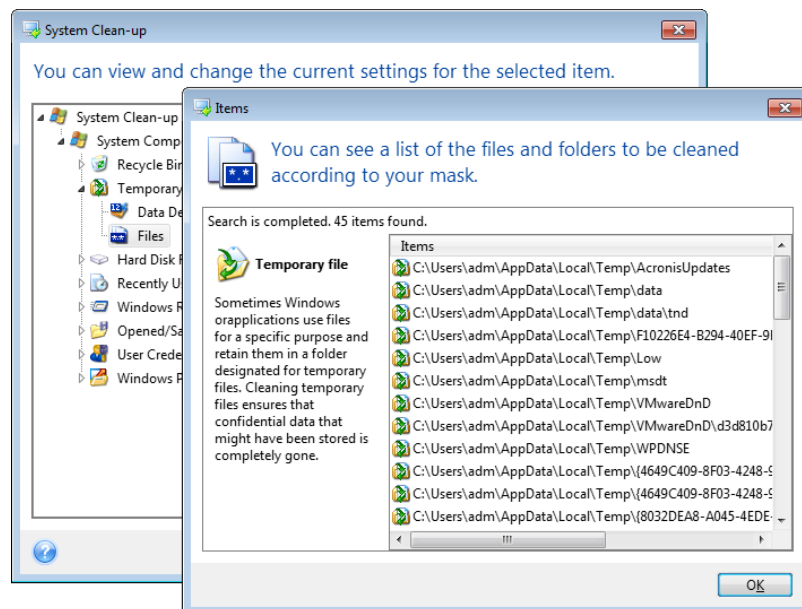 System Clean-up
You can view and change the current settings for the selected item.
System Clean-up
System Comp
Recycle Bin
Temporary
Data De
Files
Hard Disk F
Recently U
Windows R
Opened/Sa
User Crede
Windows P
Items
You can see a list of the files and folders to be cleaned
according to your mask.
Search is completed. 45 items found.
Temporary file
Sometimes Windows
orapplications use files
for a specific purpose and
retain them in a folder
designated for temporary
files. Cleaning temporary
files ensures that
confidential data that
might have been stored is
completely gone.
Items
C:\Users\adm\AppData\Local\Temp\AcronisUpdates
C:\Users\adm\AppData\Local\Temp\data
C:\Users\adm\AppData\Local\Temp\data\tnd
C:\Users\adm\AppData\Local\Temp\F10226E4-B294-40EF-9
C:\Users\adm\AppData\Local\Temp\Low
C:\Users\adm\AppData\Local\Temp\msdt
C:\Users\adm\AppData\Local\Temp\VMwareDnD
C:\Users\adm\AppData\Local\Temp\VMwareDnD\d3d810b7
C:\Users\adm\AppData\Local\Temp\WPDNSE
C:\Users\adm\AppData\Local\Temp\{4649C409-8F03-4248-9
C:\Users\adm\AppData\Local\Temp\{4649C409-8F03-4248-9
C:\Users\adm\AppData\Local\Temp\{8032DEA8-A045-4EDE-
OK